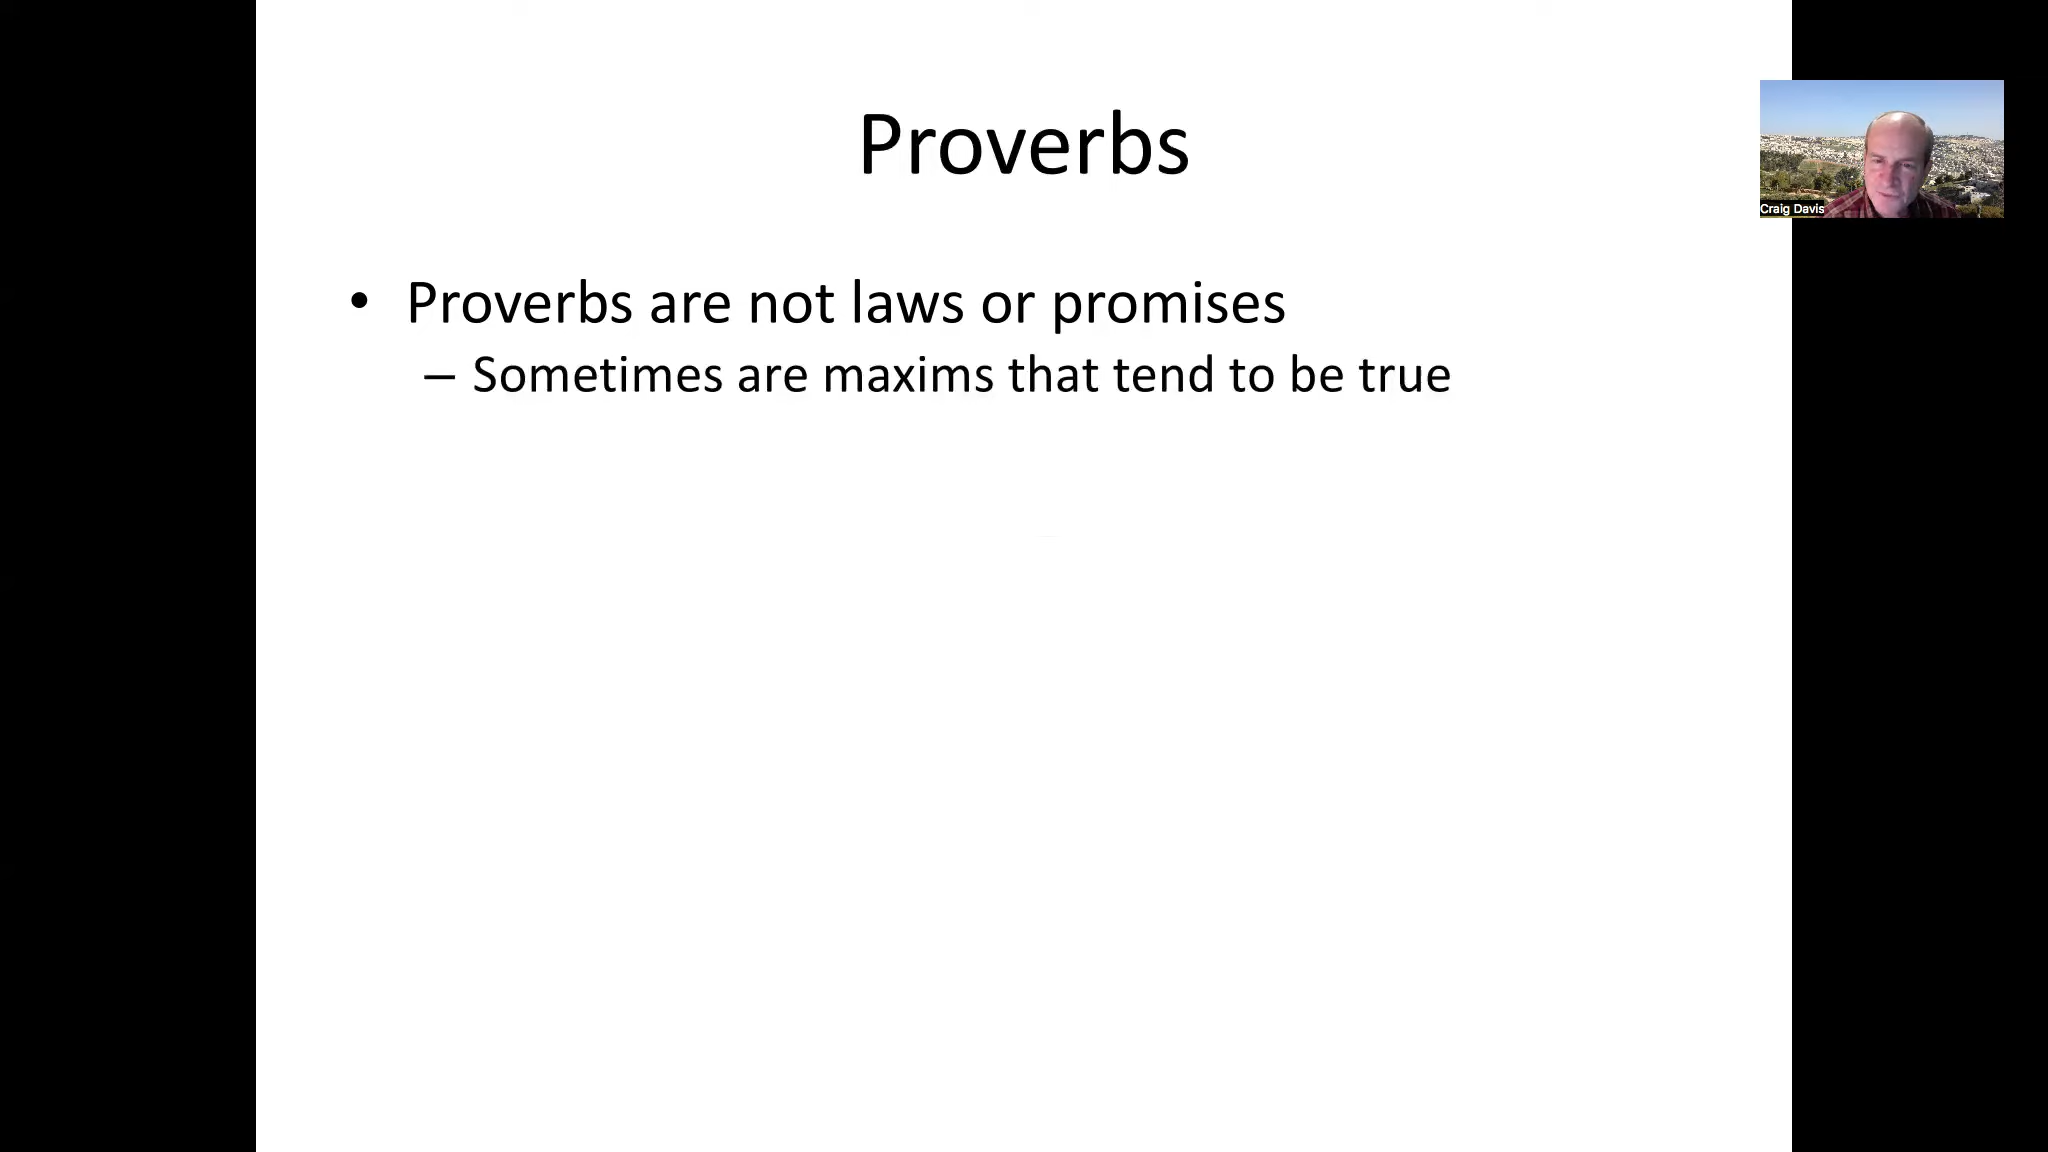 Proverbs
• Proverbs are not laws or promises
– Sometimes are maxims that tend to be true
Craig Davis